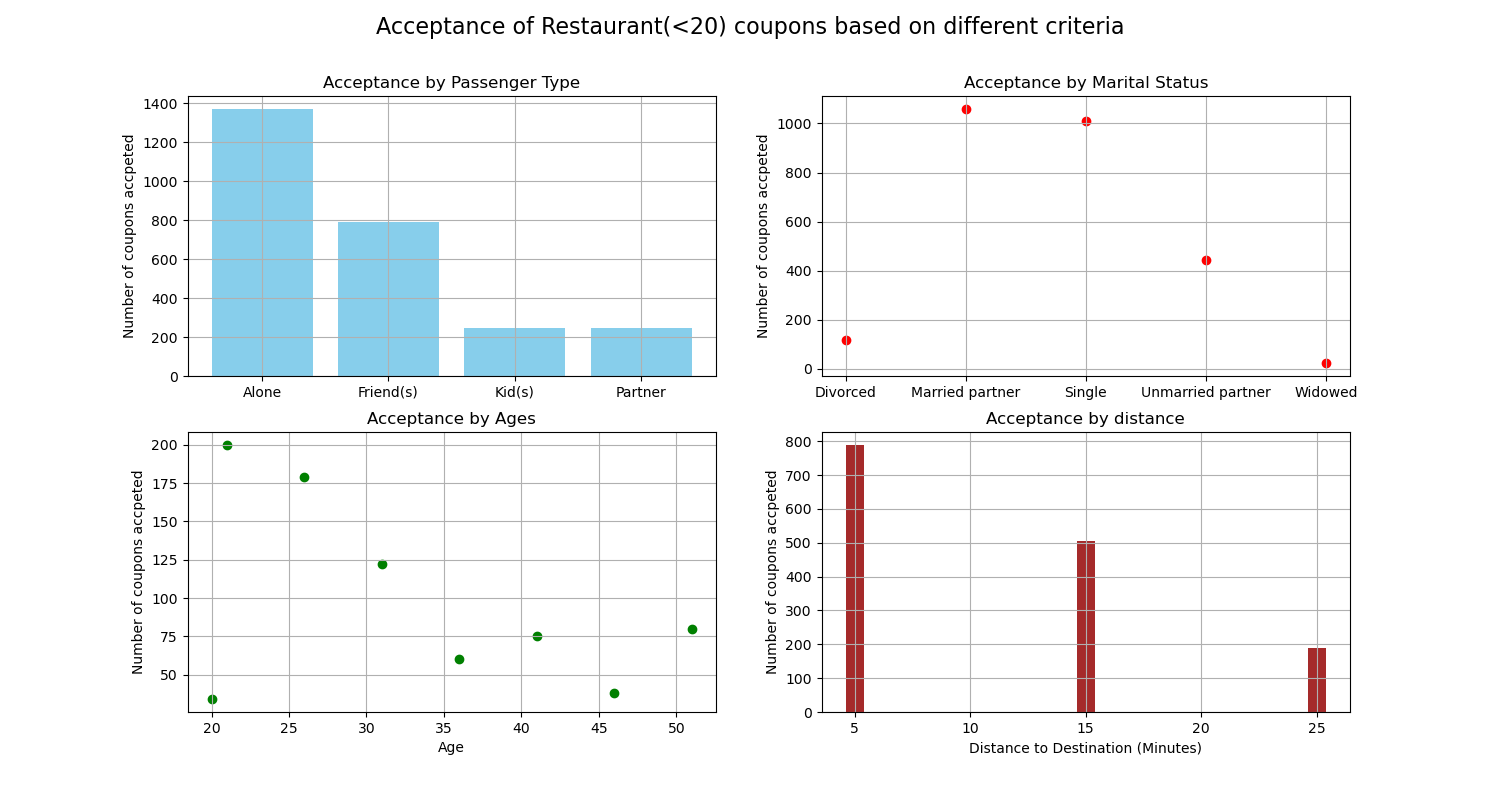 Acceptance of Restaurant(<20) coupons based on different criteria
Acceptance by Passenger Type
Number of coupons accpeted
1400
1200
1000
800
600
400
200
0
Alone Friend(s) Kid(s) Partner
Acceptance by Marital Status
Number of coupons accpeted
1000
800
600
400
200
0
Divorced Married partner Single Unmarried partner Widowed
Acceptance by Ages
Number of coupons accpeted
200
175
150
125
100
75
50
20 25 30 35 40 45 50
Age
Acceptance by distance
Number of coupons accpeted
800
700
600
500
400
300
200
100
0
5 10 15 20 25
Distance to Destination (Minutes)